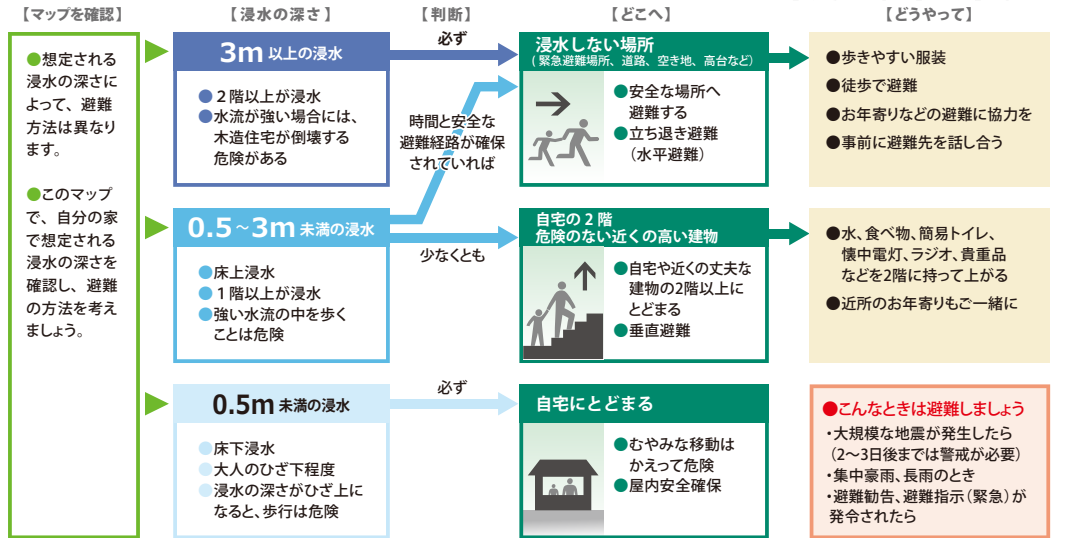 【マップを確認】
【浸水の深さ】
【判断】
【どこへ】
【どうやって】
●想定される
浸水の深さに
よって、避難
方法は異なり
ます。
●このマップ
で、自分の家
で想定される
浸水の深さを
確認し、避難
の方法を考え
ましょう。
3m 以上の浸水
●２階以上が浸水
●水流が強い場合には、
木造住宅が倒壊する
危険がある
必ず
時間と安全な
避難経路が確保
されていれば
浸水しない場所
(緊急避難場所、道路、空き地、高台など)
●安全な場所へ
避難する
●立ち退き避難
（水平避難）
●歩きやすい服装
●徒歩で避難
●お年寄りなどの避難に協力を
●事前に避難先を話し合う
0.5～3m 未満の浸水
●床上浸水
●１階以上が浸水
●強い水流の中を歩く
ことは危険
少なくとも
自宅の２階
危険のない近くの高い建物
●自宅や近くの丈夫な
建物の2階以上に
とどまる
●垂直避難
●水、食べ物、簡易トイレ、
懐中電灯、ラジオ、貴重品
などを2階に持って上がる
●近所のお年寄りもご一緒に
0.5m 未満の浸水
●床下浸水
●大人のひざ下程度
●浸水の深さがひざ上に
なると、歩行は危険
必ず
自宅にとどまる
●むやみな移動は
かえって危険
●屋内安全確保
●こんなときは避難しましょう
・大規模な地震が発生したら
（2～3日後までは警戒が必要）
・集中豪雨、長雨のとき
・避難勧告、避難指示（緊急）が
発令されたら